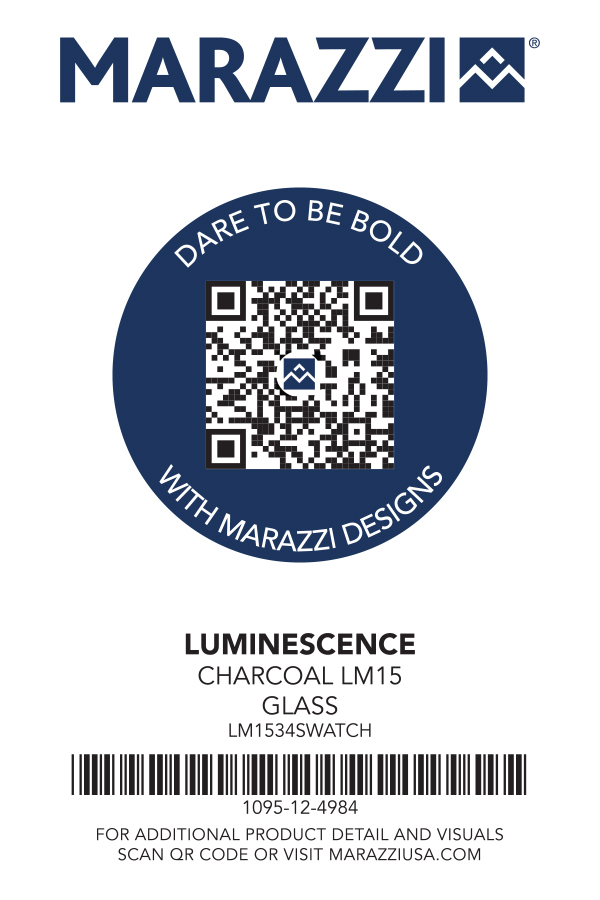 MARAZZI®
DARE TO BE BOLD
WITH MARAZZI DESIGNS
LUMINESCENCE
CHARCOAL LM15
GLASS
LM1534SWATCH
1095-12-4984
FOR ADDITIONAL PRODUCT DETAIL AND VISUALS
SCAN QR CODE OR VISIT MARAZZIUSA.COM